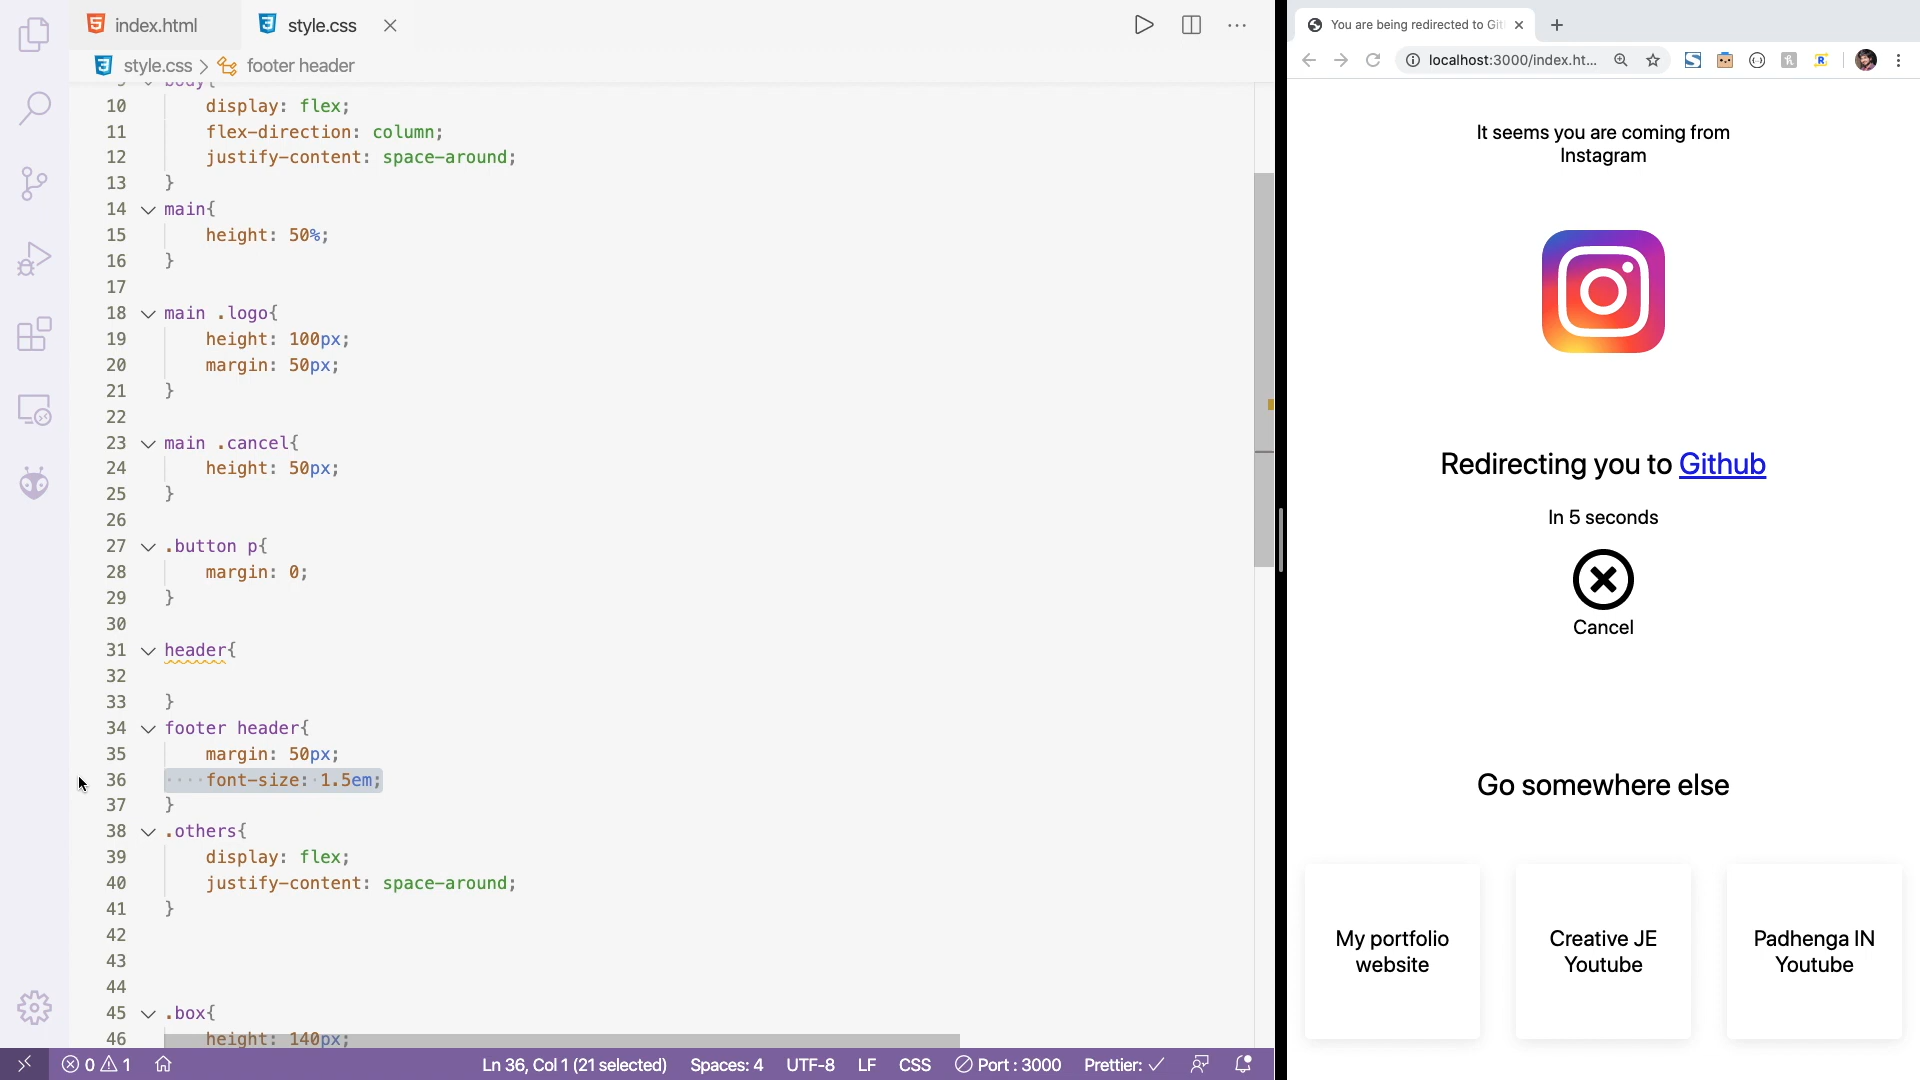 index.html
style.css
style.css
footer header
9 body{
10 display: flex;
11 flex-direction: column;
12 justify-content: space-around;
13 }
14 main{
15 height: 50%;
16 }
17
18 main .logo{
19 height: 100px;
20 margin: 50px;
21 }
22
23 main .cancel{
24 height: 50px;
25 }
26
27 .button p{
28 margin: 0;
29 }
30
31 header{
32
33 }
34 footer header{
35 margin: 50px;
36 font-size: 1.5em;
37 }
38 .others{
39 display: flex;
40 justify-content: space-around;
41 }
42
43
44
45 .box{
46 height: 140px;
0 1
Ln 36, Col 1 (21 selected)
Spaces: 4
UTF-8
LF
CSS
Port : 3000
Prettier: ✓
You are being redirected to Git
localhost:3000/index.ht...
It seems you are coming from
Instagram
Redirecting you to Github
In 5 seconds
Cancel
Go somewhere else
My portfolio
website
Creative JE
Youtube
Padhenga IN
Youtube